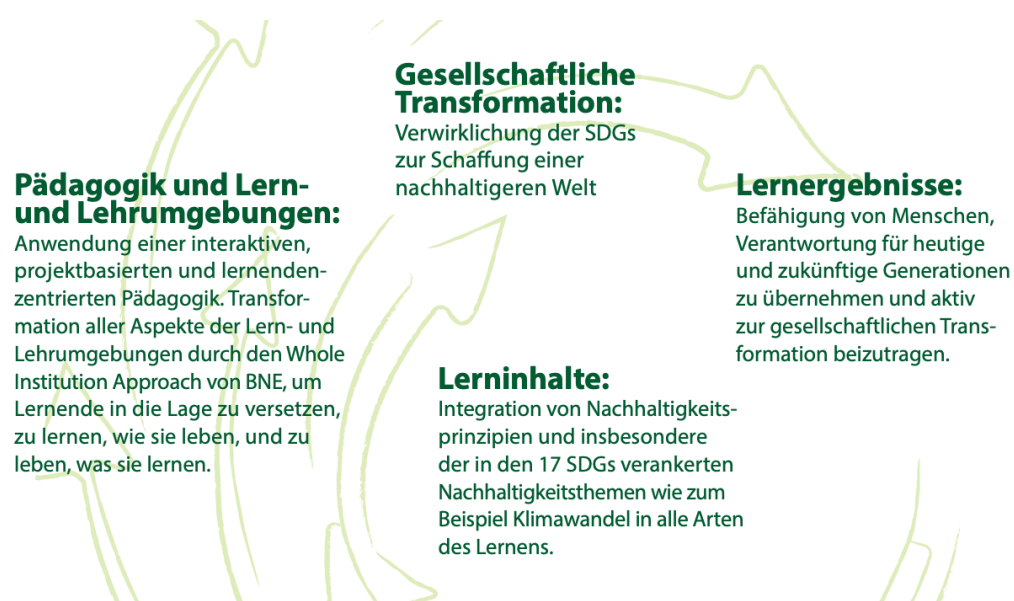 Gesellschaftliche
Transformation:
Verwirklichung der SDGs
zur Schaffung einer
nachhaltigeren Welt
Pädagogik und Lern-
und Lehrumgebungen:
Anwendung einer interaktiven,
projektbasierten und lernenden-
zentrierten Pädagogik. Transfor-
mation aller Aspekte der Lern- und
Lehrumgebungen durch den Whole
Institution Approach von BNE, um
Lernende in die Lage zu versetzen,
zu lernen, wie sie leben, und zu
leben, was sie lernen.
Lernergebnisse:
Befähigung von Menschen,
Verantwortung für heutige
und zukünftige Generationen
zu übernehmen und aktiv
zur gesellschaftlichen Trans-
formation beizutragen.
Lerninhalte:
Integration von Nachhaltigkeits-
prinzipien und insbesondere
der in den 17 SDGs verankerten
Nachhaltigkeitsthemen wie zum
Beispiel Klimawandel in alle Arten
des Lernens.